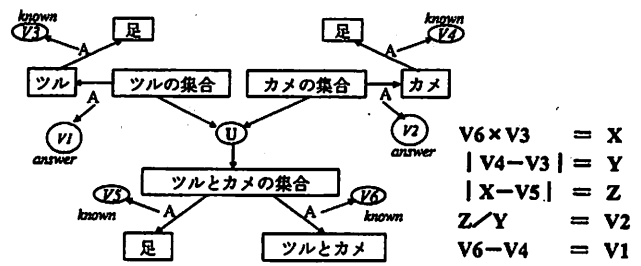 known known
V3 足 足 V4
A A
ツル ツルの集合 カメの集合 カメ
A A
V1 U V2
answer answer
ツルとカメの集合
V5 V6
known A A known
足 ツルとカメ
V6×V3 = X
|V4−V3| = Y
|X−V5| = Z
Z／Y = V2
V6−V4 = V1